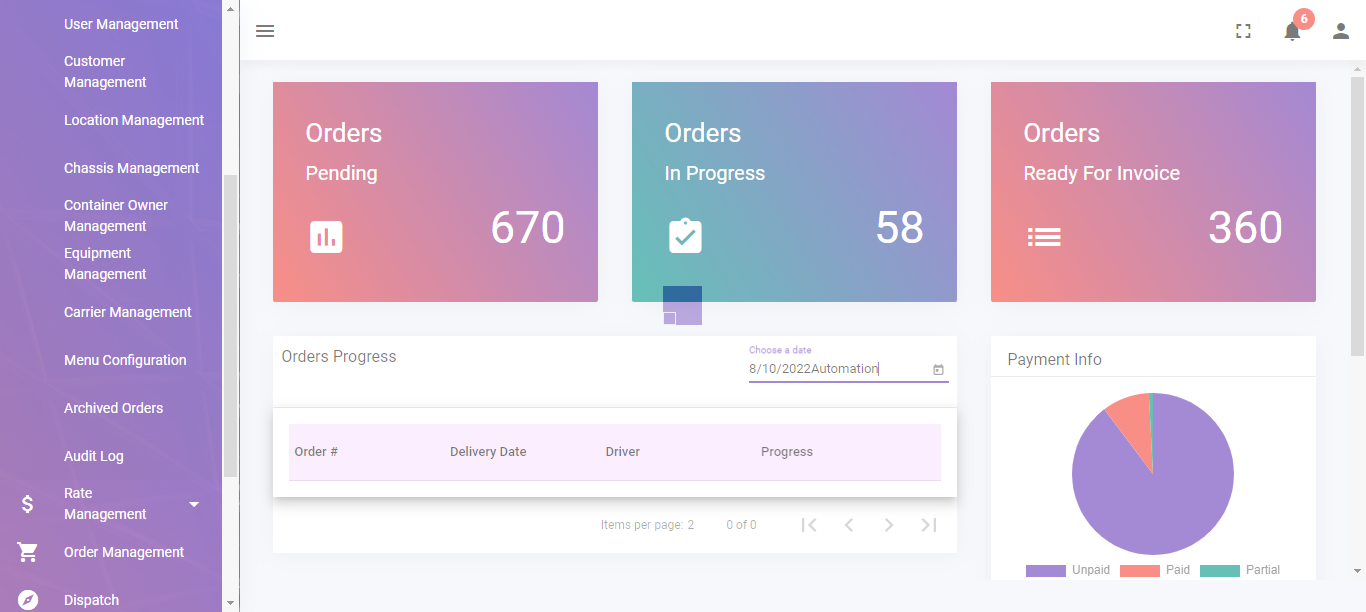 User Management
Customer
Management
Location Management
Chassis Management
Container Owner
Management
Equipment
Management
Carrier Management
Menu Configuration
Archived Orders
Audit Log
Rate
Management
Order Management
Dispatch
6
Orders
Pending
670
Orders
In Progress
58
Orders
Ready For Invoice
360
Orders Progress
Choose a date
8/10/2022Automation
Order # Delivery Date Driver Progress
Items per page: 2 0 of 0
Payment Info
Unpaid Paid Partial